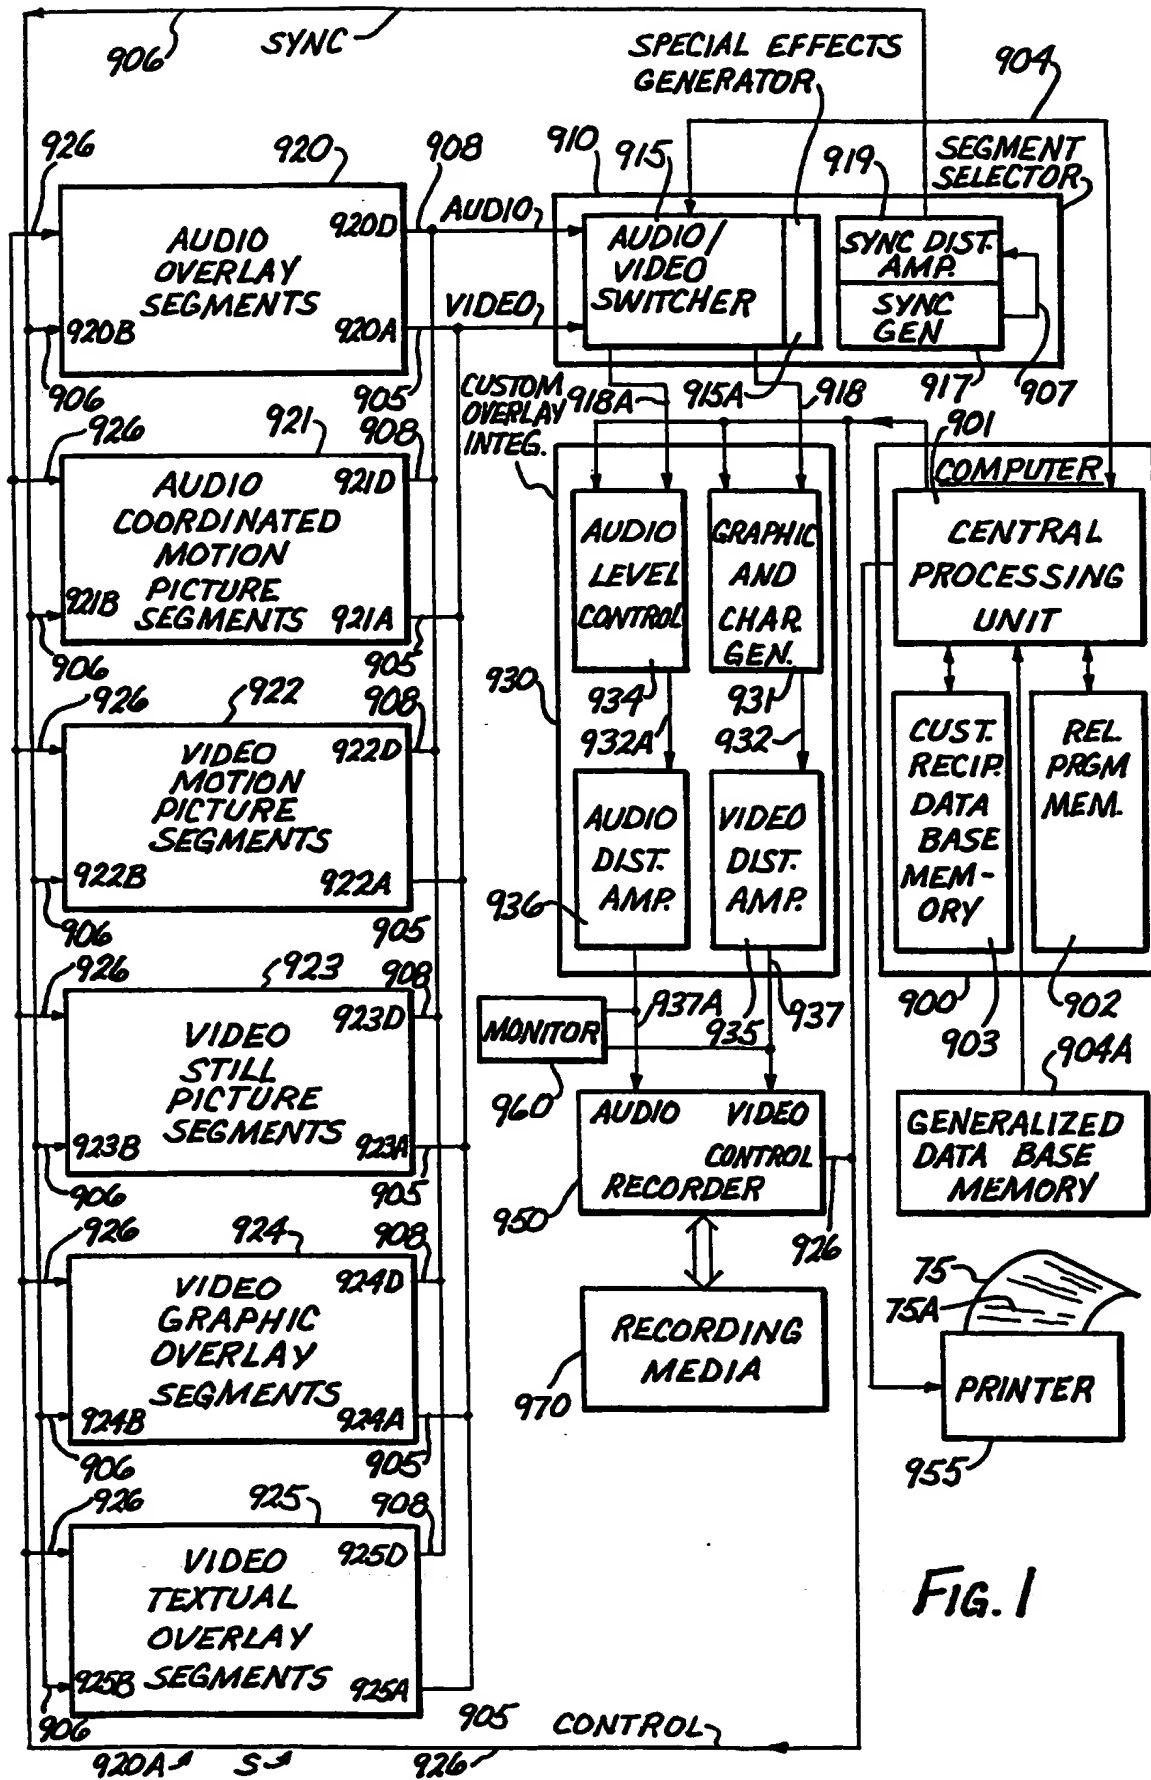 906
SYNC
SPECIAL EFFECTS
GENERATOR
904
926
920
908
910
915
919
SEGMENT
SELECTOR
AUDIO
OVERLAY
SEGMENTS
920D
920B
920A
AUDIO
VIDEO
AUDIO/
VIDEO
SWITCHER
SYNC DIST.
AMP.
SYNC
GEN
906
905
CUSTOM
OVERLAY
INTEG.
918A
915A
918
917
907
926
921
908
901
AUDIO
COORDINATED
MOTION
PICTURE
SEGMENTS
921D
921B
921A
906
905
AUDIO
LEVEL
CONTROL
GRAPHIC
AND
CHAR.
GEN.
COMPUTER
CENTRAL
PROCESSING
UNIT
930
934
931
932A
932
926
922
908
VIDEO
MOTION
PICTURE
SEGMENTS
922D
922B
922A
906
905
AUDIO
DIST.
AMP.
936
VIDEO
DIST.
AMP.
CUST.
RECIP.
DATA
BASE
MEM-
ORY
REL.
PRGM
MEM.
926
923
908
937A
935
937
900
903
902
904A
VIDEO
STILL
PICTURE
SEGMENTS
923D
923B
923A
906
905
MONITOR
960
AUDIO
VIDEO
CONTROL
RECORDER
950
926
GENERALIZED
DATA BASE
MEMORY
926
924
908
VIDEO
GRAPHIC
OVERLAY
SEGMENTS
924D
924B
924A
906
905
RECORDING
MEDIA
970
75
75A
PRINTER
955
926
925
908
VIDEO
TEXTUAL
OVERLAY
SEGMENTS
925D
925B
925A
906
905
CONTROL
920A
S
926
FIG. 1